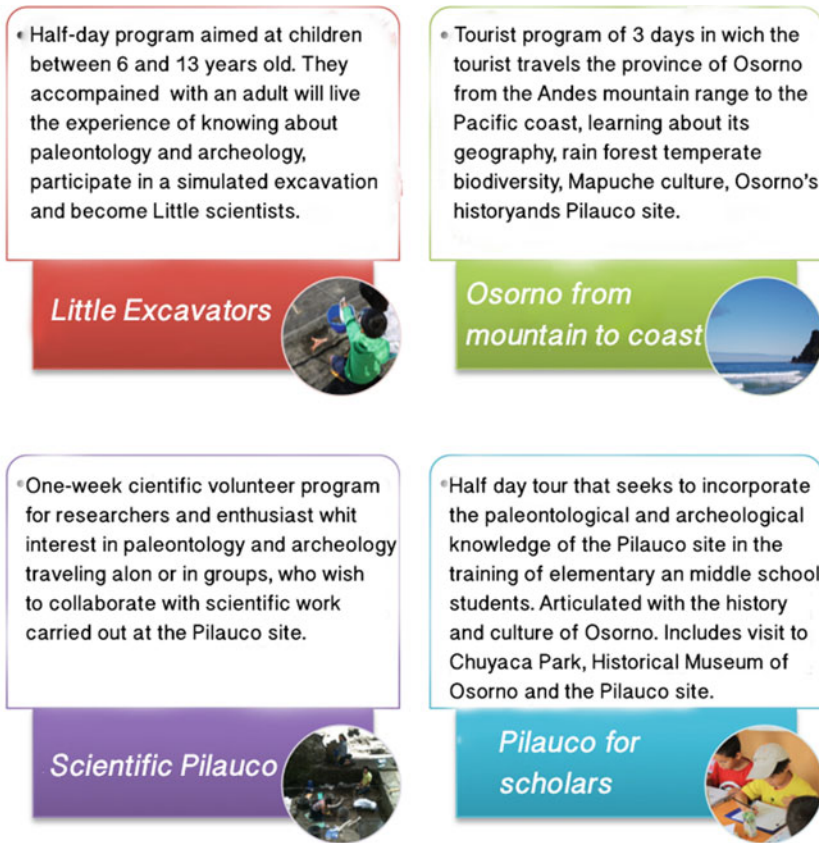 • Half-day program aimed at children
between 6 and 13 years old. They
accompained with an adult will live
the experience of knowing about
paleontology and archeology,
participate in a simulated excavation
and become Little scientists.
Little Excavators
• Tourist program of 3 days in wich the
tourist travels the province of Osorno
from the Andes mountain range to the
Pacific coast, learning about its
geography, rain forest temperate
biodiversity, Mapuche culture, Osorno's
historyands Pilauco site.
Osorno from
mountain to coast
• One-week cientific volunteer program
for researchers and enthusiast whit
interest in paleontology and archeology
traveling alon or in groups, who wish
to collaborate with scientific work
carried out at the Pilauco site.
Scientific Pilauco
• Half day tour that seeks to incorporate
the paleontological and archeological
knowledge of the Pilauco site in the
training of elementary an middle school
students. Articulated with the history
and culture of Osorno. Includes visit to
Chuyaca Park, Historical Museum of
Osorno and the Pilauco site.
Pilauco for
scholars